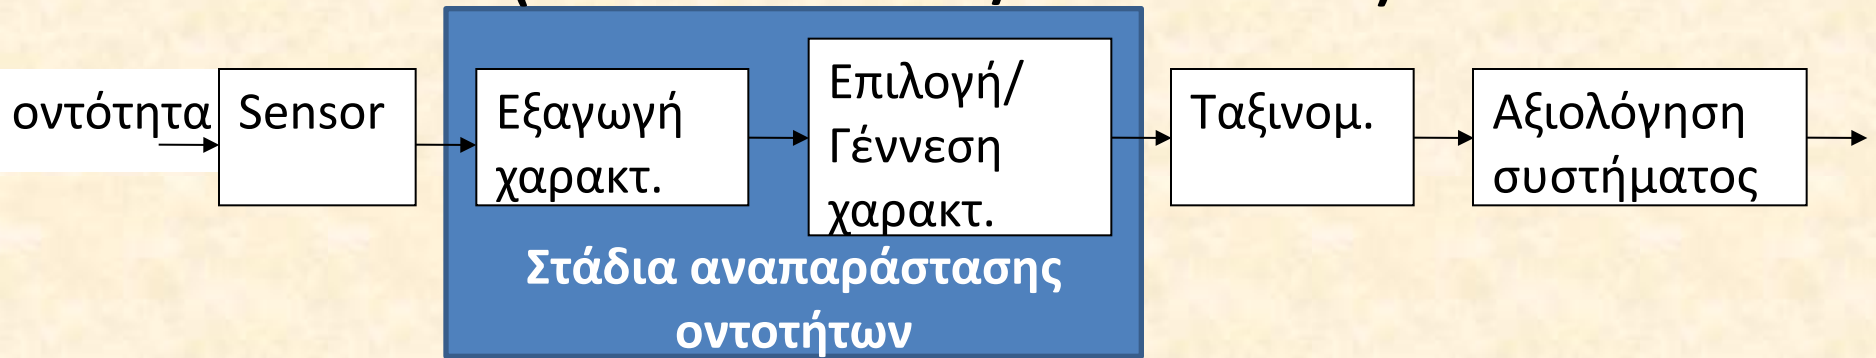 οντότητα
Sensor
Εξαγωγή
χαρακτ.
Επιλογή/
Γέννεση
χαρακτ.
Ταξινομ.
Αξιολόγηση
συστήματος
Στάδια αναπαράστασης
οντοτήτων